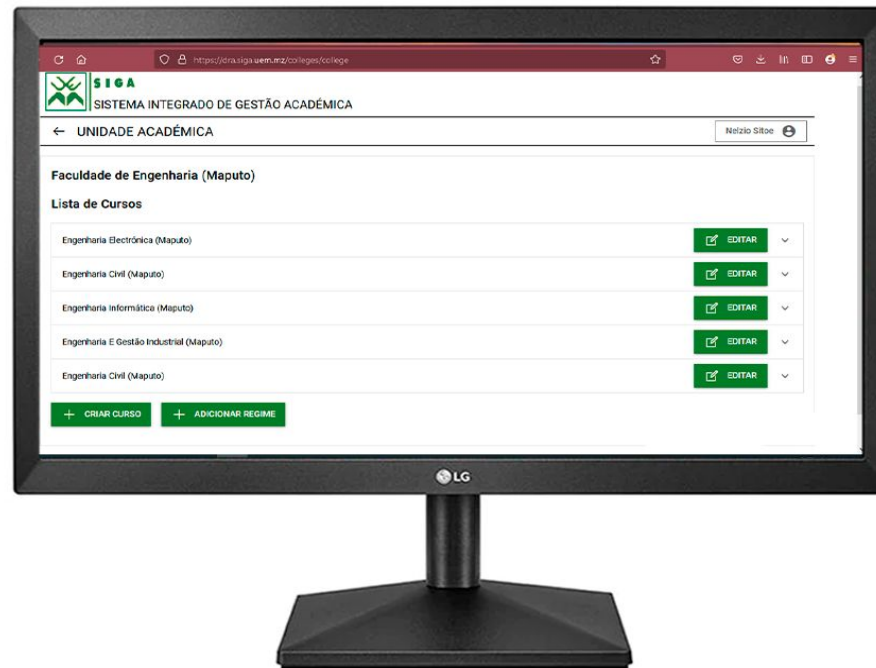 https://dra.siga.uem.mz/colleges/college
SIGA
SISTEMA INTEGRADO DE GESTÃO ACADÉMICA
← UNIDADE ACADÉMICA
Nelzio Sitoe
Faculdade de Engenharia (Maputo)
Lista de Cursos
Engenharia Electrónica (Maputo) EDITAR
Engenharia Civil (Maputo) EDITAR
Engenharia Informática (Maputo) EDITAR
Engenharia E Gestão Industrial (Maputo) EDITAR
Engenharia Civil (Maputo) EDITAR
+ CRIAR CURSO + ADICIONAR REGIME
LG